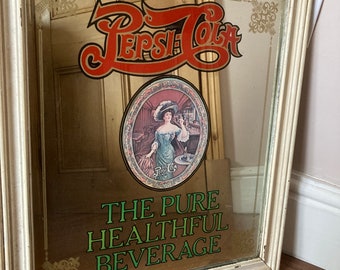 PEPSI-COLA
P-C
THE PURE
HEALTHFUL
BEVERAGE